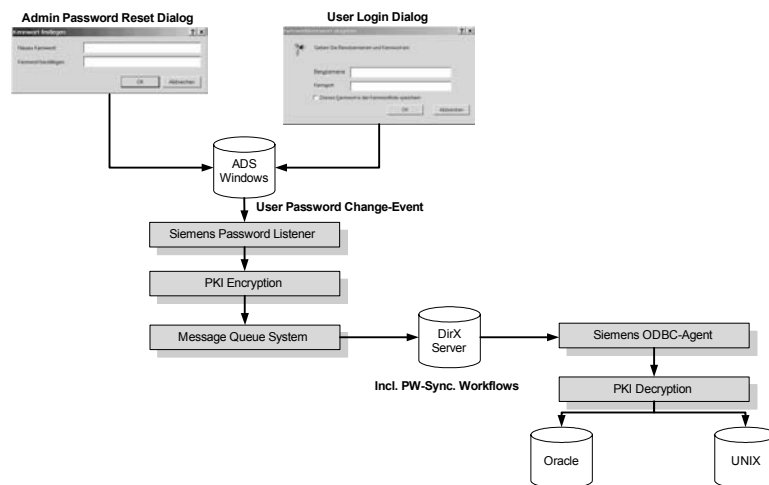 Admin Password Reset Dialog
User Login Dialog
Kennwort festlegen
Neues Kennwort:
Kennwort bestätigen:
OK
Abbrechen
Geben Sie Benutzernamen und Kennwort ein.
Benutzername
Kennwort
OK
Abbrechen
ADS
Windows
User Password Change-Event
Siemens Password Listener
PKI Encryption
Message Queue System
DirX
Server
Siemens ODBC-Agent
Incl. PW-Sync. Workflows
PKI Decryption
Oracle
UNIX